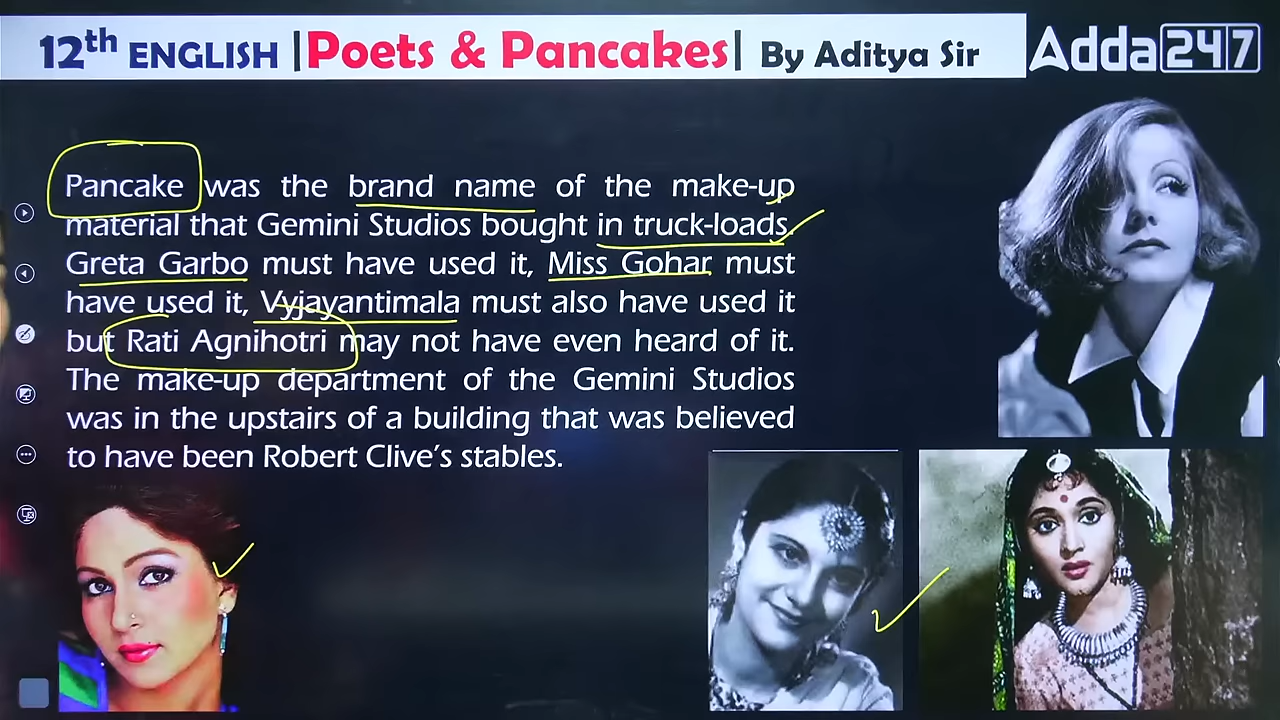 12th ENGLISH |Poets & Pancakes| By Aditya Sir
Adda247
Pancake was the brand name of the make-up
material that Gemini Studios bought in truck-loads.
Greta Garbo must have used it, Miss Gohar must
have used it, Vyjayantimala must also have used it
but Rati Agnihotri may not have even heard of it.
The make-up department of the Gemini Studios
was in the upstairs of a building that was believed
to have been Robert Clive's stables.